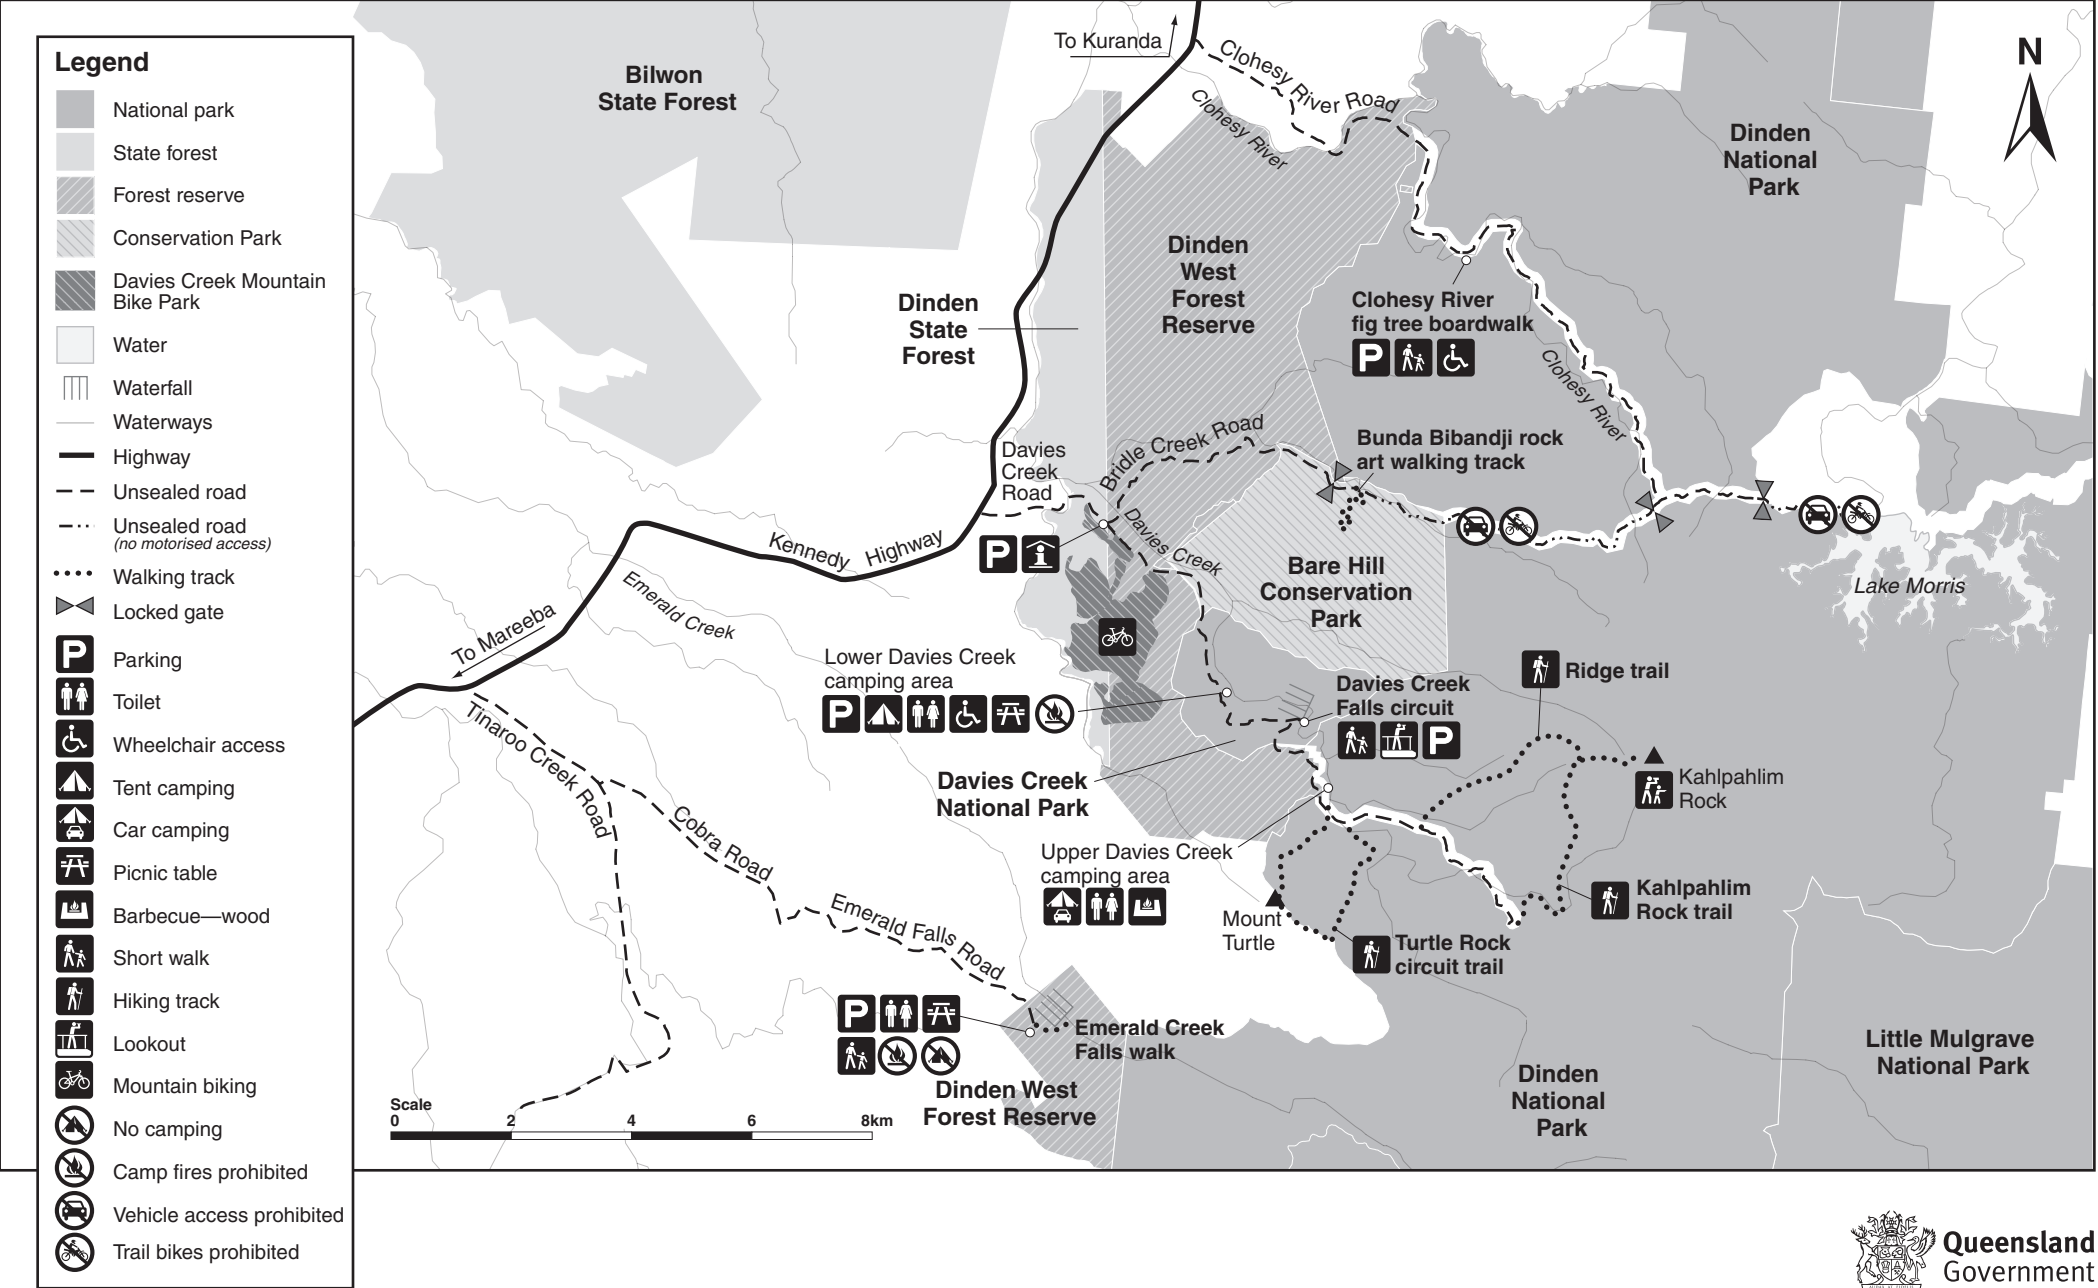 Legend
National park
State forest
Forest reserve
Conservation Park
Davies Creek Mountain
Bike Park
Water
Waterfall
Waterways
Highway
Unsealed road
Unsealed road
(no motorised access)
Walking track
Locked gate
P
Parking
Toilet
Wheelchair access
Tent camping
Car camping
Picnic table
Barbecue—wood
Short walk
Hiking track
Lookout
Mountain biking
No camping
Camp fires prohibited
Vehicle access prohibited
Trail bikes prohibited
Bilwon
State Forest
To Kuranda
Clohesy River Road
Clohesy River
Dinden
National
Park
N
Dinden
West
Forest
Reserve
Dinden
State
Forest
Clohesy River
fig tree boardwalk
P
Clohesy River
Davies
Creek
Road
Bridle Creek Road
Bunda Bibandji rock
art walking track
Davies Creek
Kennedy Highway
P
Bare Hill
Conservation
Park
Lake Morris
Emerald Creek
To Mareeba
Lower Davies Creek
camping area
P
Davies Creek
Falls circuit
P
Ridge trail
Tinaroo Creek Road
Davies Creek
National Park
Kahlpahlim
Rock
Cobra Road
Upper Davies Creek
camping area
Kahlpahlim
Rock trail
Mount
Turtle
Turtle Rock
circuit trail
Emerald Falls Road
P
Emerald Creek
Falls walk
Dinden West
Forest Reserve
Dinden
National
Park
Little Mulgrave
National Park
Scale
0 2 4 6 8km
Queensland
Government